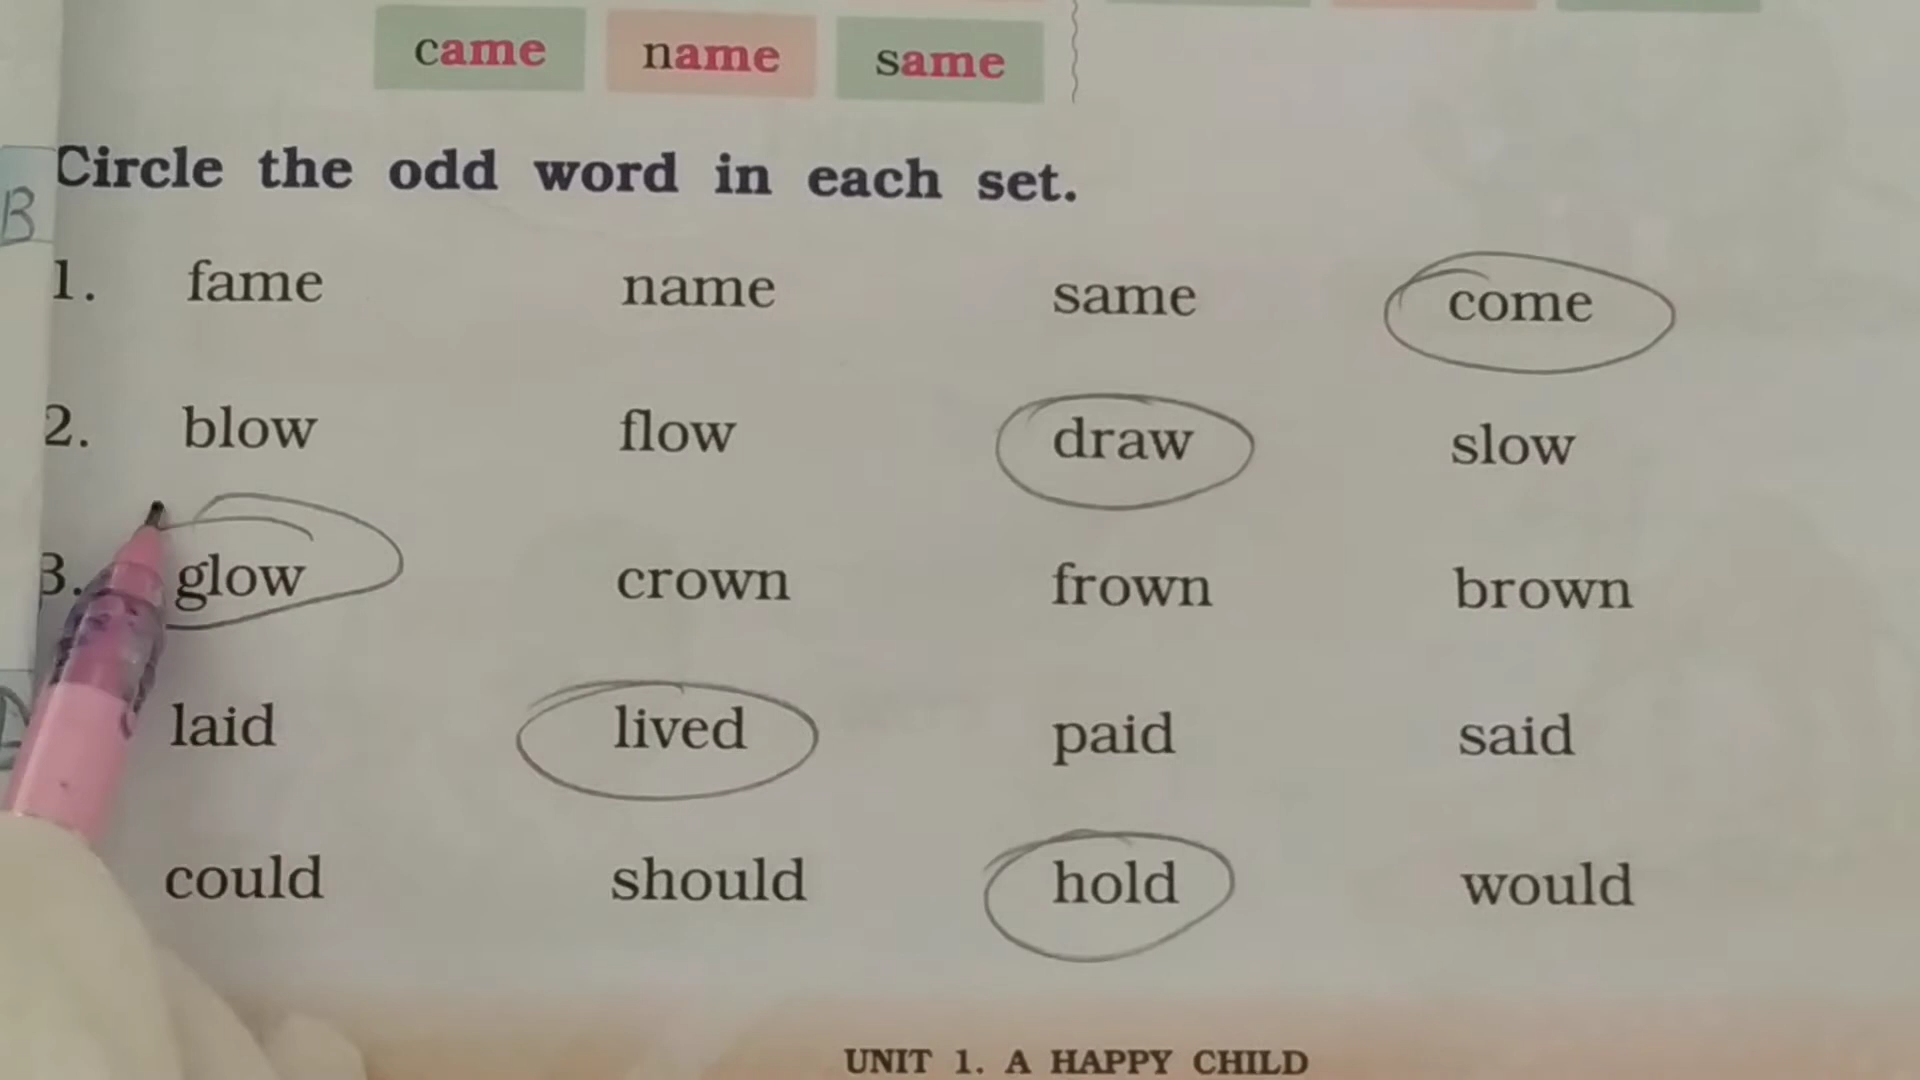 came name same
Circle the odd word in each set.
B
1. fame name same come
2. blow flow draw slow
3. glow crown frown brown
laid lived paid said
could should hold would
UNIT 1. A HAPPY CHILD